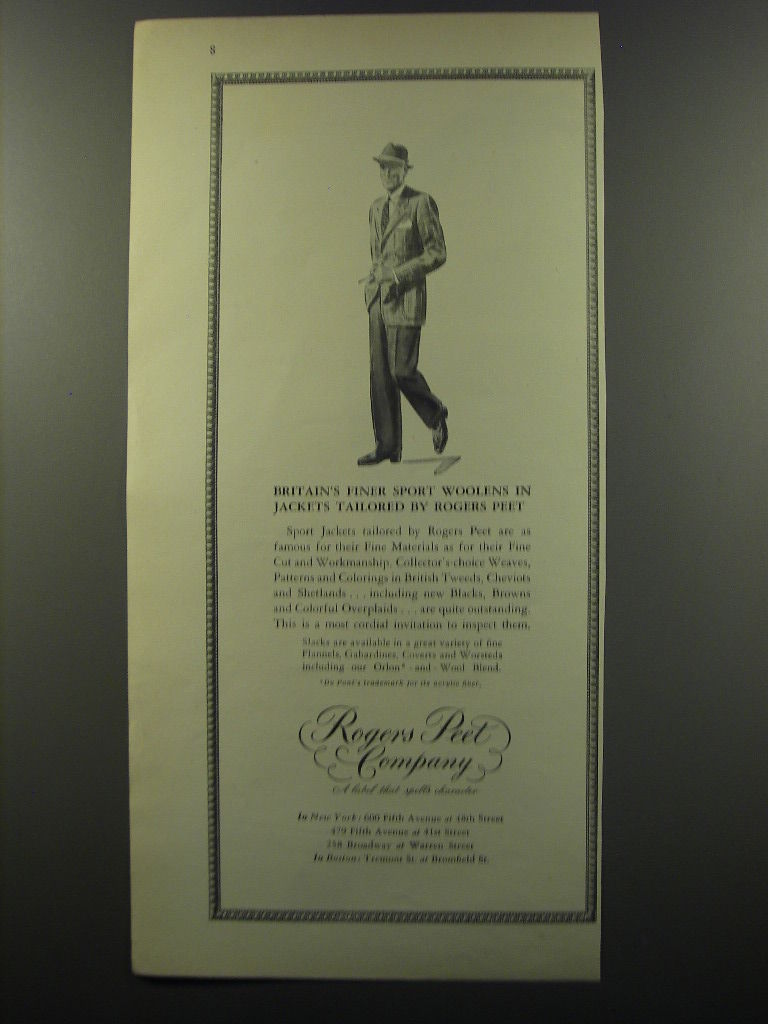 8
BRITAIN'S FINER SPORT WOOLENS IN
JACKETS TAILORED BY ROGERS PEET
Sport Jackets tailored by Rogers Peet are as
famous for their Fine Materials as for their Fine
Cut and Workmanship. Collector's-choice Weaves,
Patterns and Colorings in British Tweeds, Cheviots
and Shetlands . . . including new Blacks, Browns
and Colorful Overplaids . . . are quite outstanding.
This is a most cordial invitation to inspect them.
Slacks are available in a great variety of fine
Flannels, Gabardines, Coverts and Worsteds
including our Orlon* -and- Wool Blend.
*Du Pont's trademark for its acrylic fiber.
Rogers Peet
Company
A label that spells character
In New York: 600 Fifth Avenue at 48th Street
479 Fifth Avenue at 41st Street
258 Broadway at Warren Street
In Boston: Tremont St. at Bromfield St.